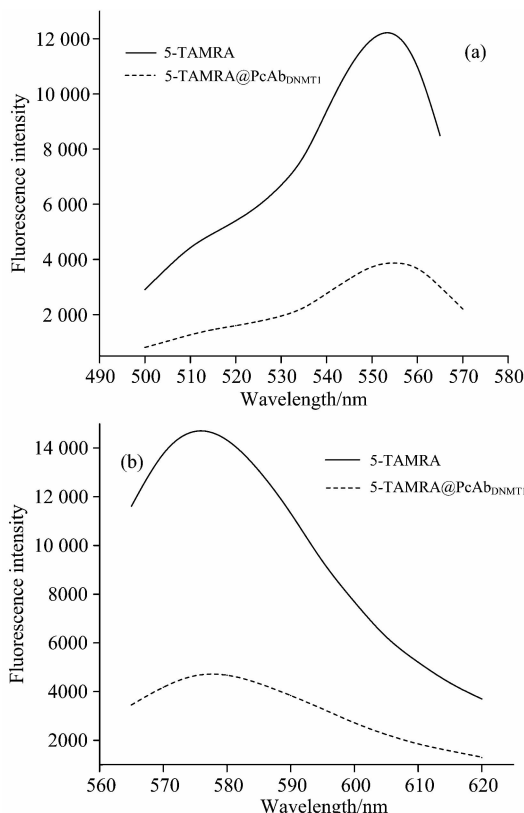 12 000
10 000
8 000
6 000
4 000
2 000
Fluorescence intensity
5-TAMRA
5-TAMRA@PcAbDNMT1
(a)
490 500 510 520 530 540 550 560 570 580
Wavelength/nm
14 000
12 000
10 000
8000
6000
4000
2000
Fluorescence intensity
(b)
5-TAMRA
5-TAMRA@PcAbDNMT1
560 570 580 590 600 610 620
Wavelength/nm